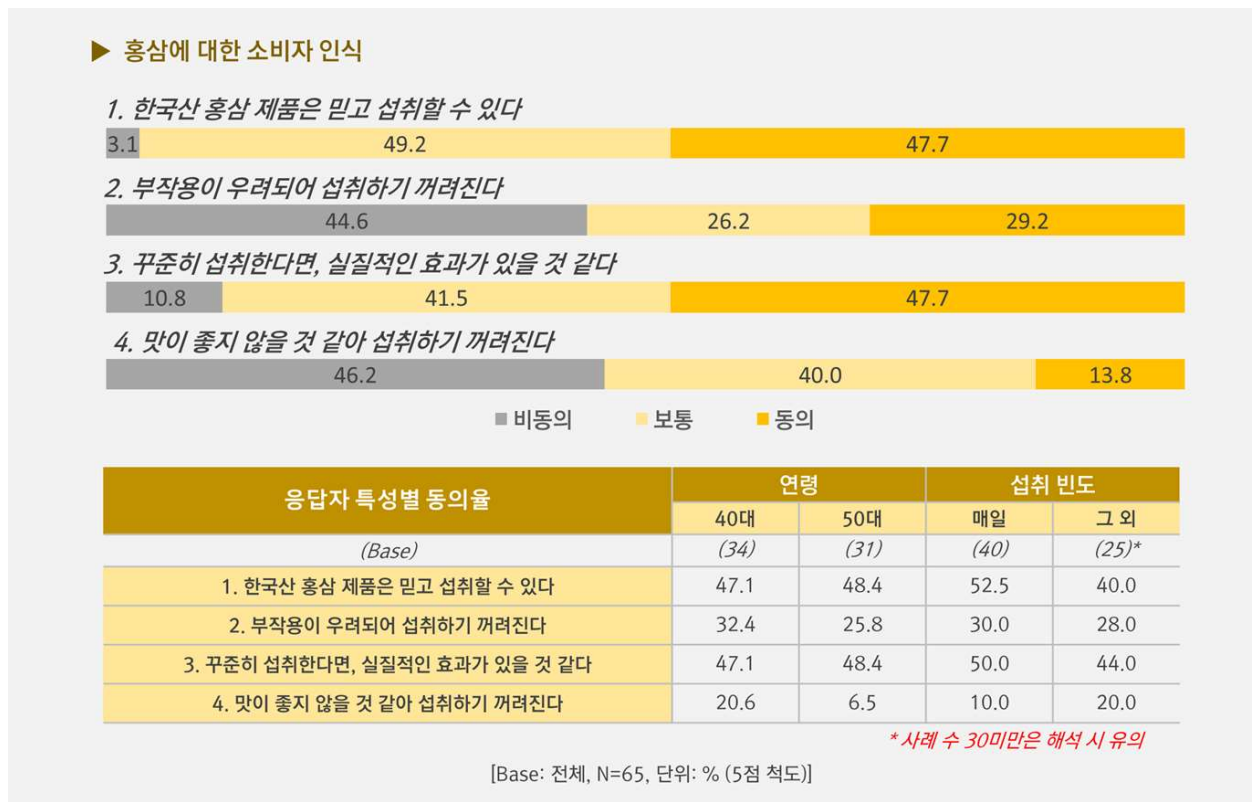 ▶ 홍삼에 대한 소비자 인식
1. 한국산 홍삼 제품은 믿고 섭취할 수 있다
3.1 49.2 47.7
2. 부작용이 우려되어 섭취하기 꺼려진다
44.6 26.2 29.2
3. 꾸준히 섭취한다면, 실질적인 효과가 있을 것 같다
10.8 41.5 47.7
4. 맛이 좋지 않을 것 같아 섭취하기 꺼려진다
46.2 40.0 13.8
비동의 보통 동의
응답자 특성별 동의율 연령 섭취 빈도
40대 50대 매일 그 외
(Base) (34) (31) (40) (25)*
1. 한국산 홍삼 제품은 믿고 섭취할 수 있다 47.1 48.4 52.5 40.0
2. 부작용이 우려되어 섭취하기 꺼려진다 32.4 25.8 30.0 28.0
3. 꾸준히 섭취한다면, 실질적인 효과가 있을 것 같다 47.1 48.4 50.0 44.0
4. 맛이 좋지 않을 것 같아 섭취하기 꺼려진다 20.6 6.5 10.0 20.0
* 사례 수 30미만은 해석 시 유의
[Base: 전체, N=65, 단위: % (5점 척도)]